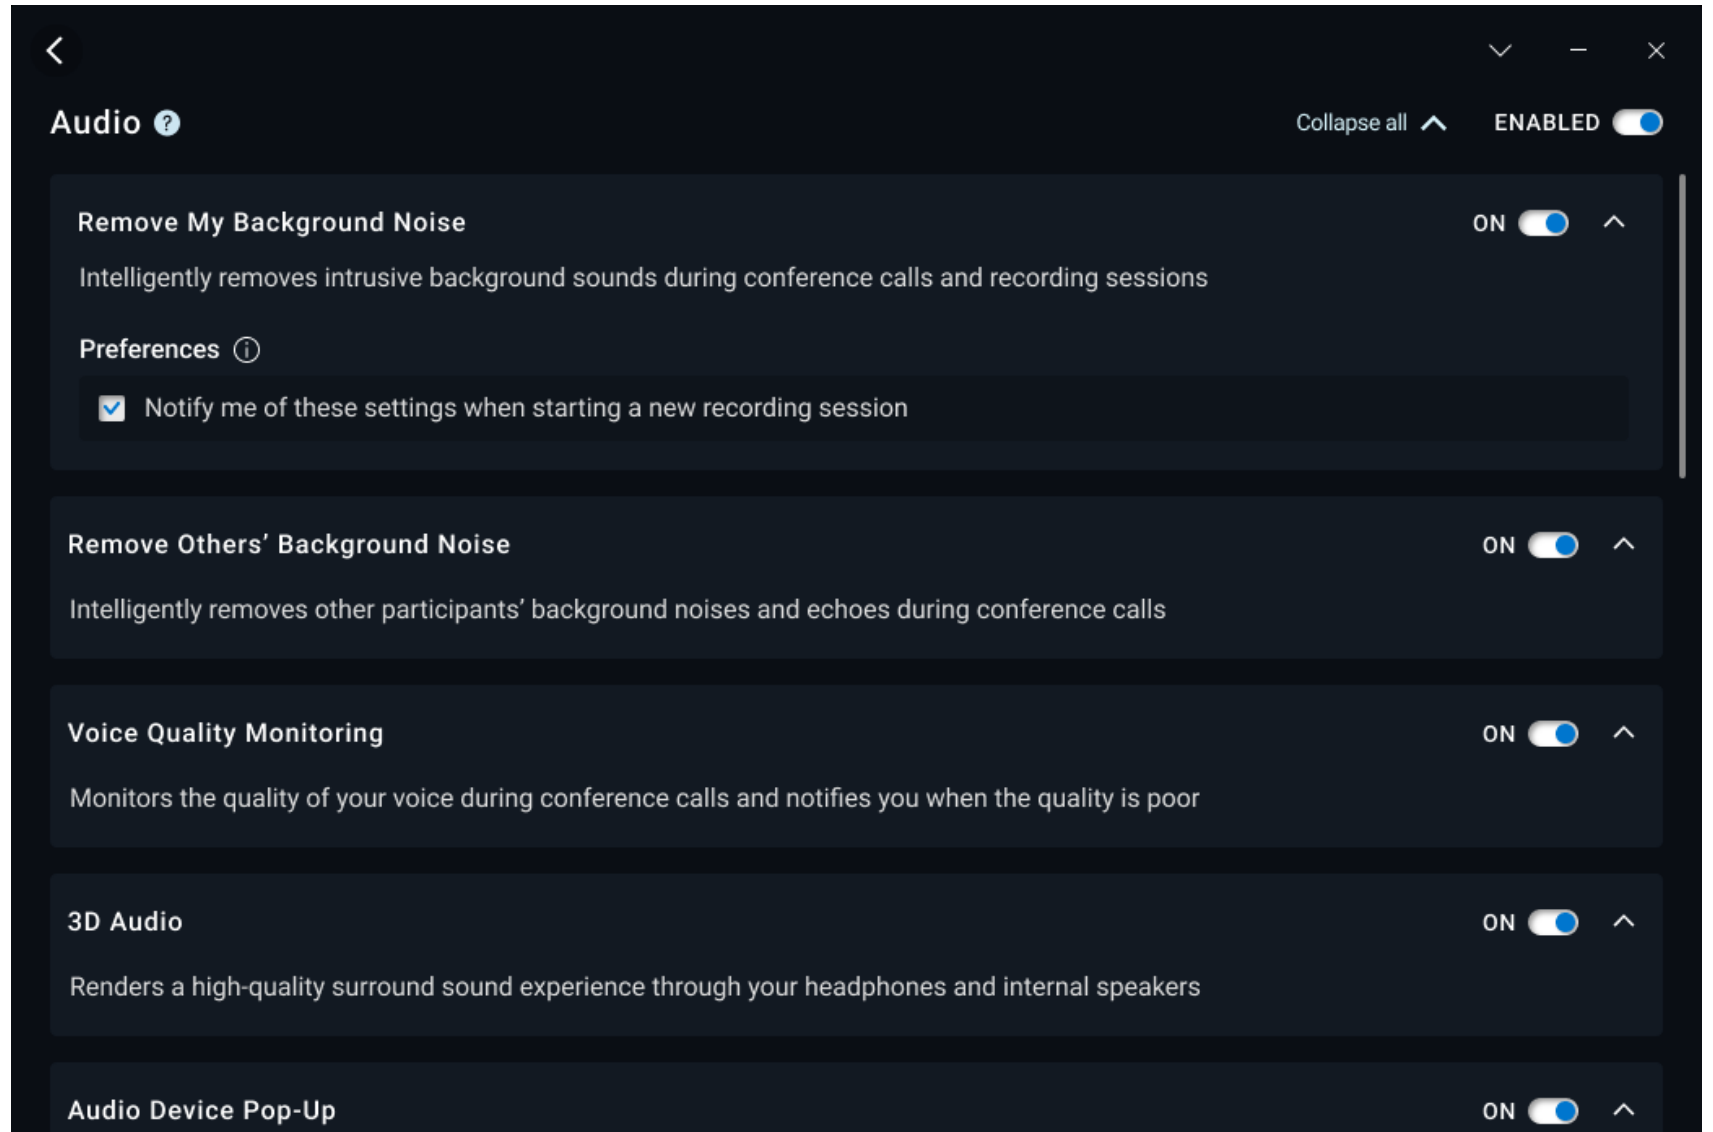 Audio ?
Collapse all ENABLED
Remove My Background Noise ON
Intelligently removes intrusive background sounds during conference calls and recording sessions
Preferences
Notify me of these settings when starting a new recording session
Remove Others’ Background Noise ON
Intelligently removes other participants’ background noises and echoes during conference calls
Voice Quality Monitoring ON
Monitors the quality of your voice during conference calls and notifies you when the quality is poor
3D Audio ON
Renders a high-quality surround sound experience through your headphones and internal speakers
Audio Device Pop-Up ON